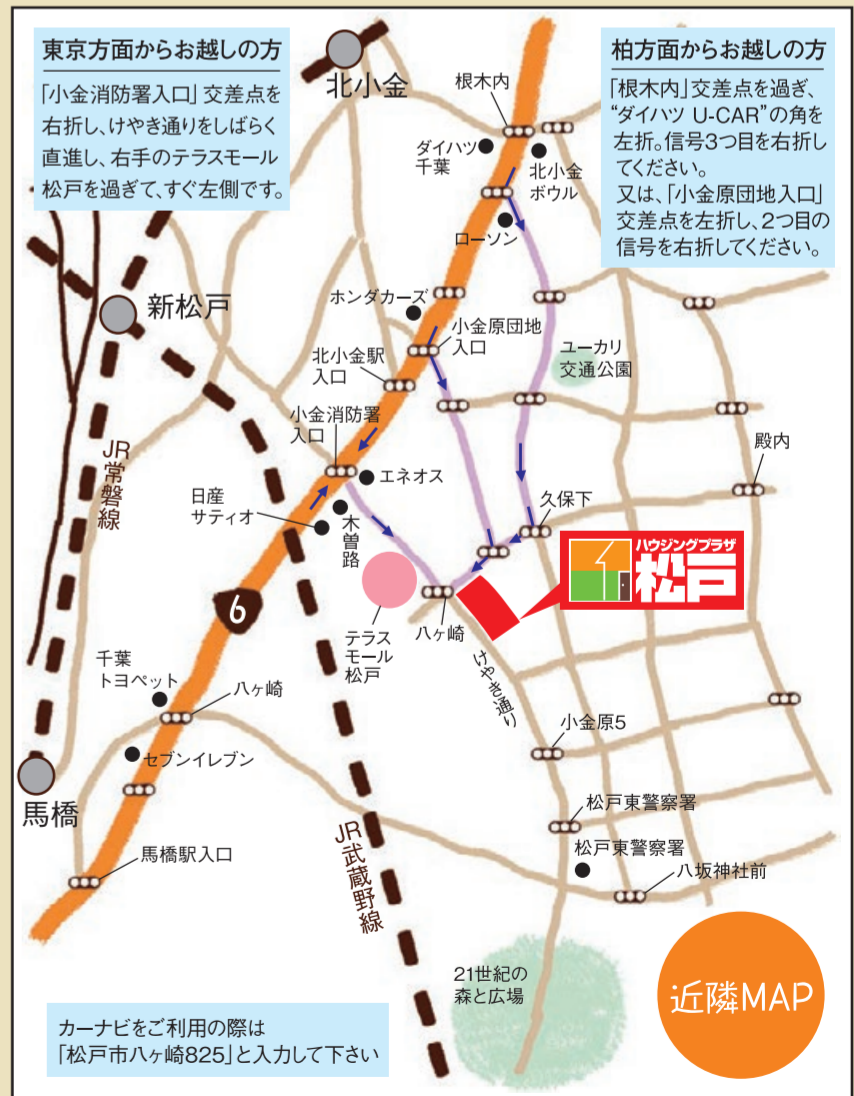 東京方面からお越しの方
「小金消防署入口」交差点を
右折し、けやき通りをしばらく
直進し、右手のテラスモール
松戸を過ぎて、すぐ左側です。
北小金
柏方面からお越しの方
「根木内」交差点を過ぎ、
“ダイハツ U-CAR”の角を
左折。信号3つ目を右折し
てください。
又は、「小金原団地入口」
交差点を左折し、2つ目の
信号を右折してください。
根木内
ダイハツ
千葉
北小金
ボウル
ローソン
新松戸
ホンダカーズ
小金原団地
入口
北小金駅
入口
ユーカリ
交通公園
小金消防署
入口
エネオス
JR常磐線
日産
サティオ
木曽路
殿内
久保下
ハウジングプラザ
松戸
6
テラス
モール
松戸
八ヶ崎
けやき通り
千葉
トヨペット
八ヶ崎
セブンイレブン
小金原5
馬橋
JR武蔵野線
松戸東警察署
松戸東警察署
八坂神社前
馬橋駅入口
21世紀の
森と広場
近隣MAP
カーナビをご利用の際は
「松戸市八ヶ崎825」と入力して下さい